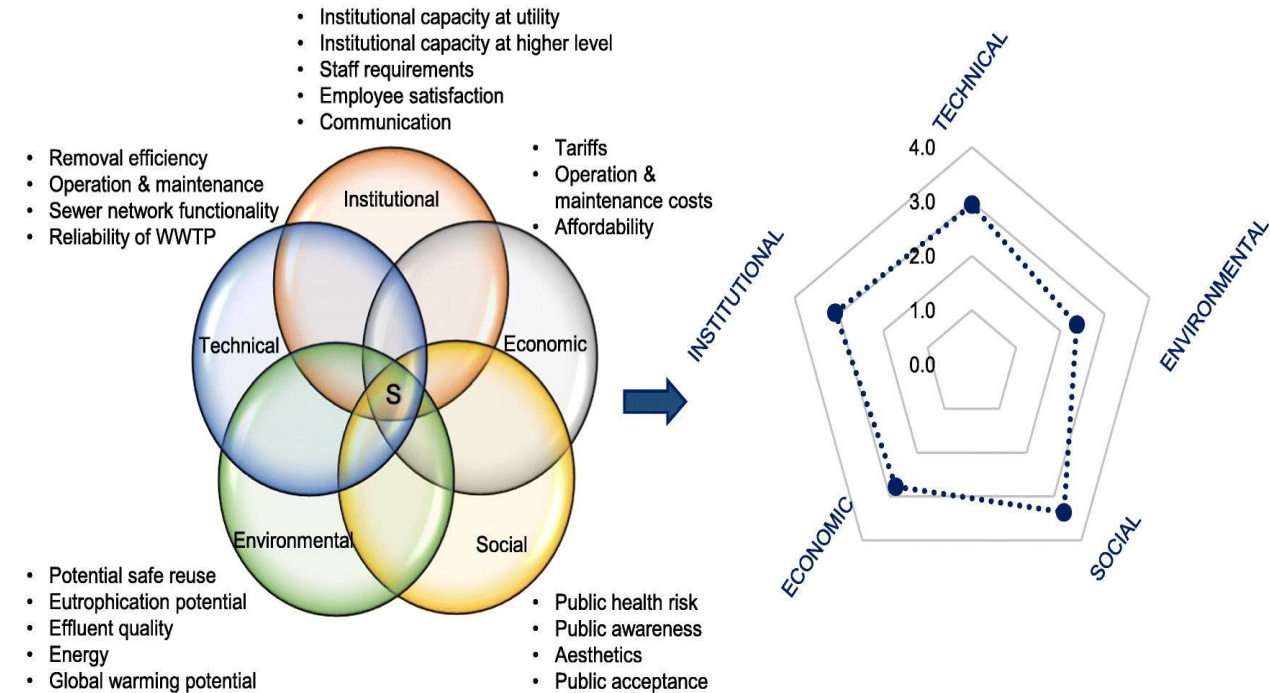 • Institutional capacity at utility
• Institutional capacity at higher level
• Staff requirements
• Employee satisfaction
• Communication
• Removal efficiency
• Operation & maintenance
• Sewer network functionality
• Reliability of WWTP
• Tariffs
• Operation &
maintenance costs
• Affordability
Institutional
Technical
Economic
S
Environmental
Social
• Potential safe reuse
• Eutrophication potential
• Effluent quality
• Energy
• Global warming potential
• Public health risk
• Public awareness
• Aesthetics
• Public acceptance
TECHNICAL
4.0
3.0
2.0
1.0
0.0
INSTITUTIONAL
ENVIRONMENTAL
ECONOMIC
SOCIAL